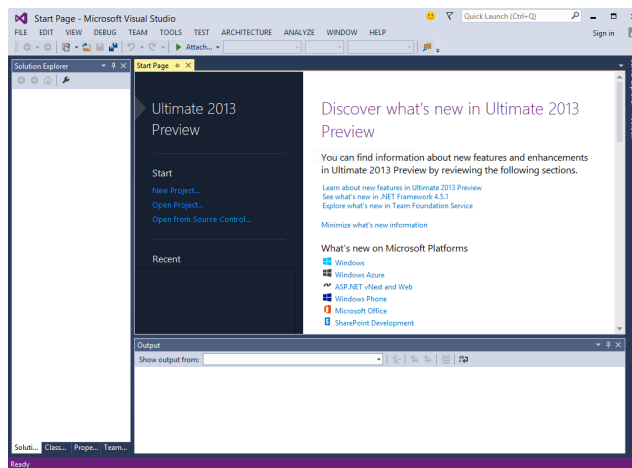 Start Page - Microsoft Visual Studio
Quick Launch (Ctrl+Q)
FILE EDIT VIEW DEBUG TEAM TOOLS TEST ARCHITECTURE ANALYZE WINDOW HELP
Sign in
Attach...
Solution Explorer
Start Page
Ultimate 2013
Preview
Start
New Project...
Open Project...
Open from Source Control...
Recent
Discover what's new in Ultimate 2013
Preview
You can find information about new features and enhancements
in Ultimate 2013 Preview by reviewing the following sections.
Learn about new features in Ultimate 2013 Preview
See what's new in .NET Framework 4.5.1
Explore what's new in Team Foundation Service
Minimize what's new information
What's new on Microsoft Platforms
Windows
Windows Azure
ASP.NET vNext and Web
Windows Phone
Microsoft Office
SharePoint Development
Output
Show output from:
Soluti... Class... Prope... Team...
Ready